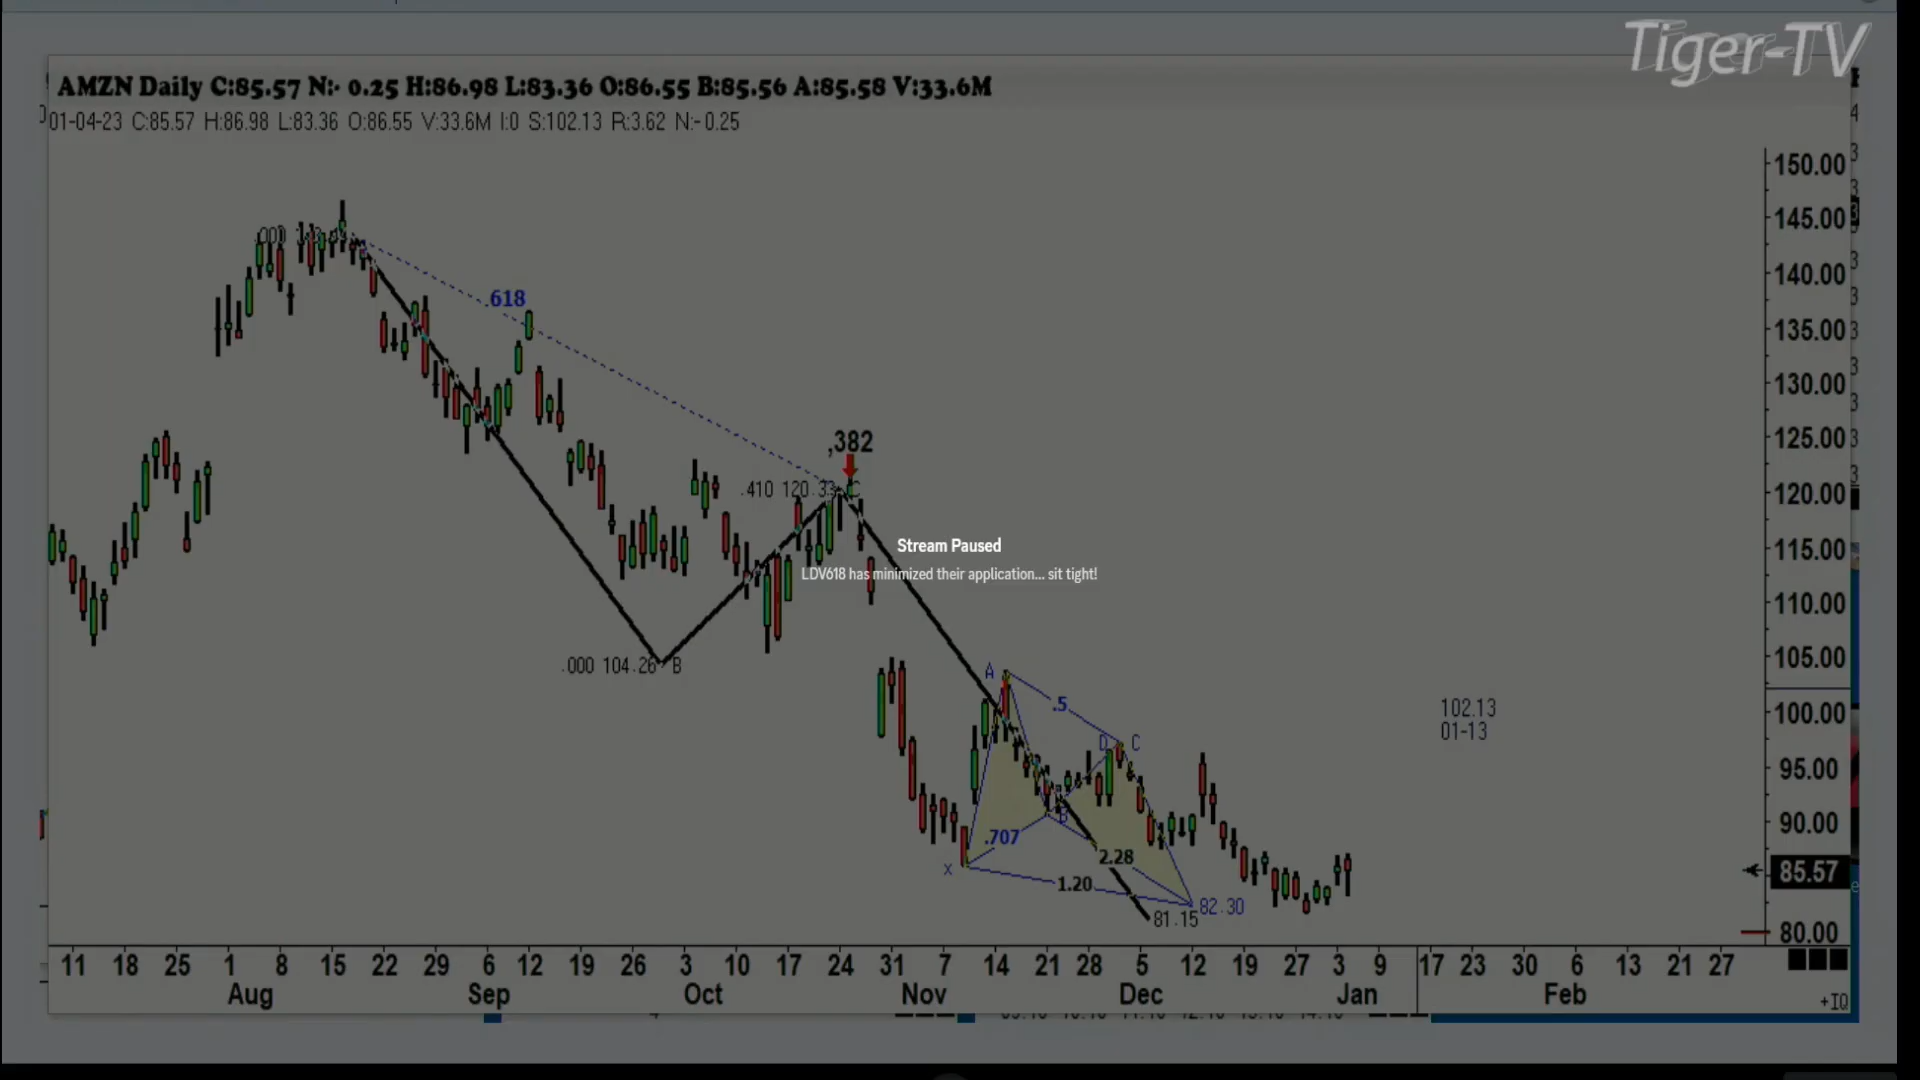 Tiger-TV
AMZN Daily C:85.57 N:- 0.25 H:86.98 L:83.36 O:86.55 B:85.56 A:85.58 V:33.6M
01-04-23 C:85.57 H:86.98 L:83.36 O:86.55 V:33.6M I:0 S:102.13 R:3.62 N:-0.25
150.00
145.00
.000
140.00
.618
135.00
130.00
,382
125.00
.410 120.33 C
120.00
Stream Paused
115.00
LDV618 has minimized their application... sit tight!
110.00
.000 104.26 B
105.00
A
.5
102.13
100.00
01-13
D C
95.00
B
90.00
.707
2.28
X
85.57
1.20
82.30
81.15
80.00
11 18 25 1 8 15 22 29 6 12 19 26 3 10 17 24 31 7 14 21 28 5 12 19 27 3 9 17 23 30 6 13 21 27
Aug Sep Oct Nov Dec Jan Feb